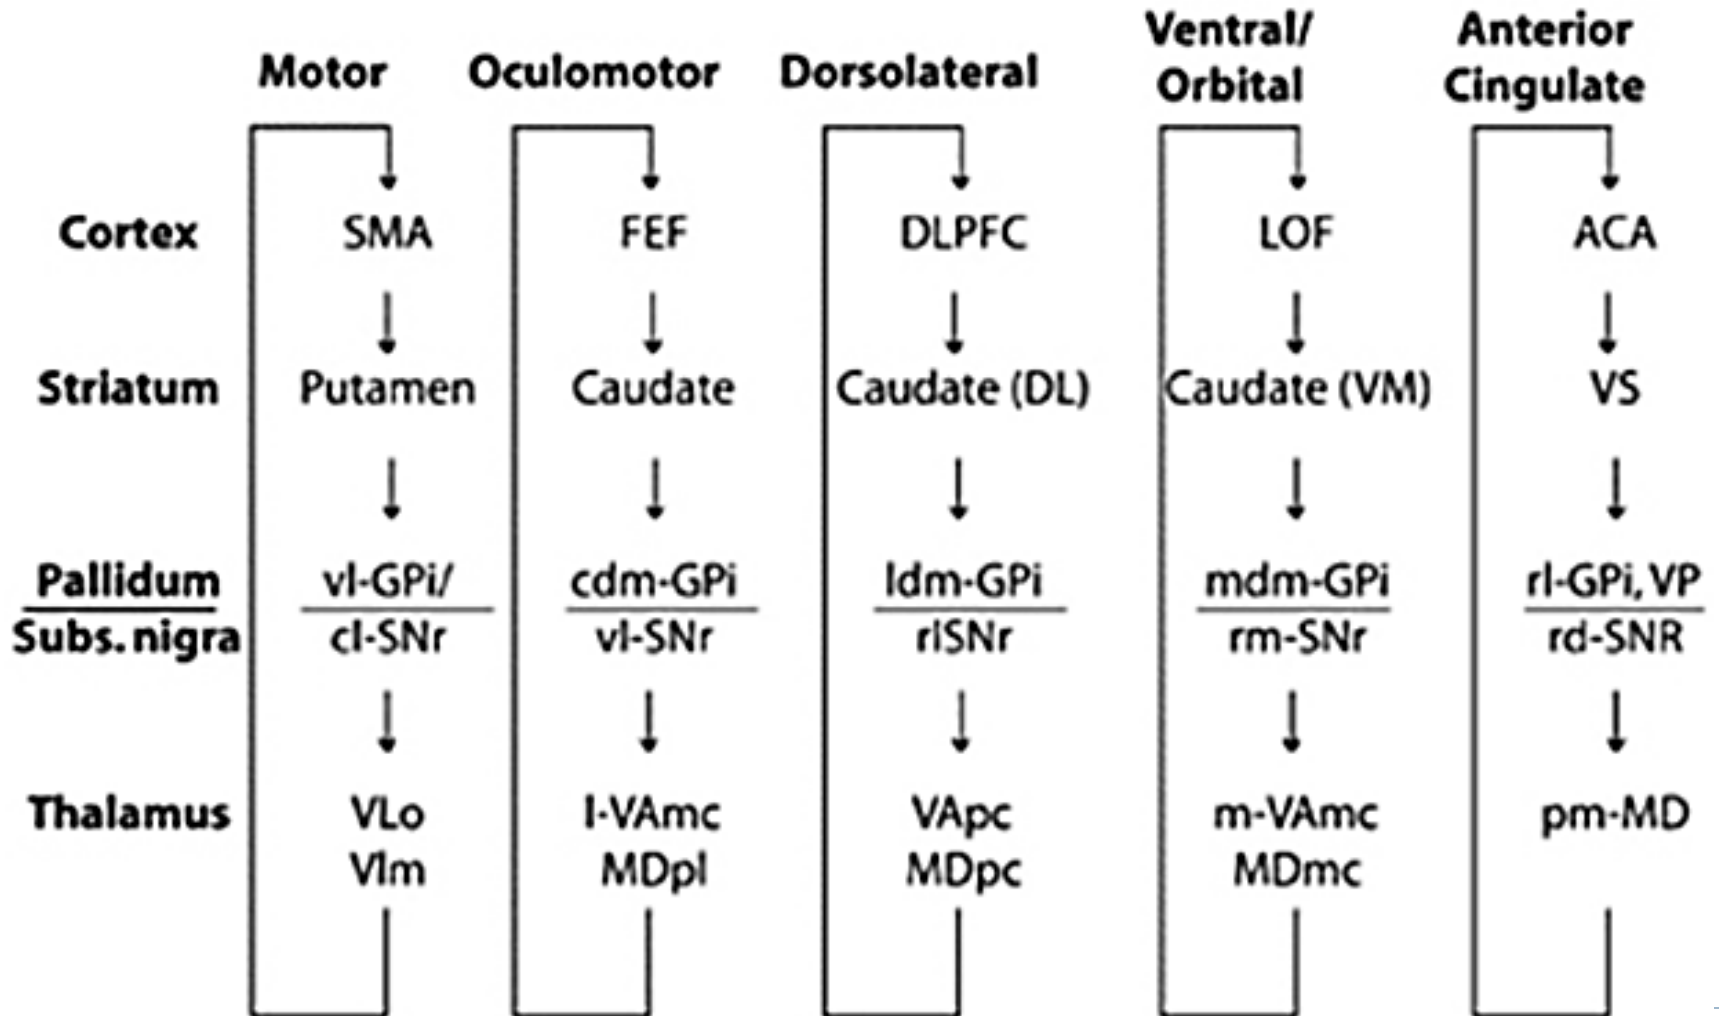 Motor Oculomotor Dorsolateral Ventral/ Orbital Anterior Cingulate
Cortex SMA FEF DLPFC LOF ACA
Striatum Putamen Caudate Caudate (DL) Caudate (VM) VS
Pallidum vl-GPi/ cdm-GPi ldm-GPi mdm-GPi rl-GPi, VP
Subs. nigra cl-SNr vl-SNr rlSNr rm-SNr rd-SNR
Thalamus VLo l-VAmc VApc m-VAmc pm-MD
Vlm MDpl MDpc MDmc